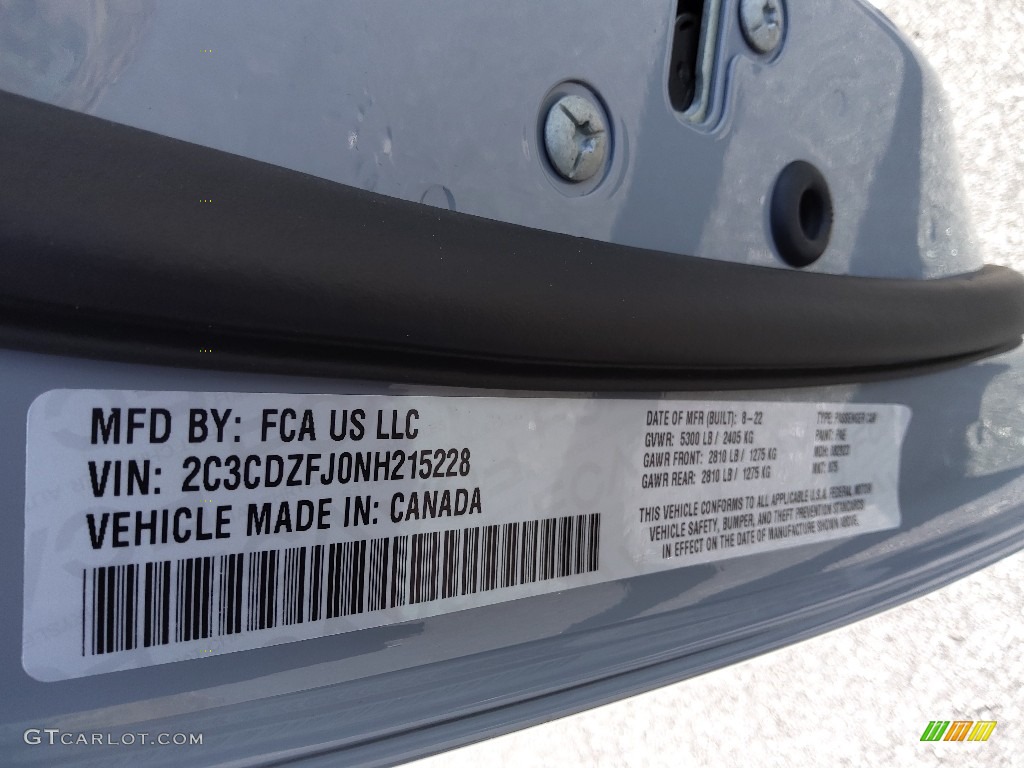 MFD BY: FCA US LLC
VIN: 2C3CDZFJ0NH215228
VEHICLE MADE IN: CANADA
DATE OF MFR (BUILT): 8-22
GVWR: 5300 LB / 2405 KG
GAWR FRONT: 2810 LB / 1275 KG
GAWR REAR: 2810 LB / 1275 KG
TYPE: PASSENGER CAR
PAINT: PAE
THIS VEHICLE CONFORMS TO ALL APPLICABLE U.S.A. FEDERAL MOTOR
VEHICLE SAFETY, BUMPER, AND THEFT PREVENTION STANDARDS
IN EFFECT ON THE DATE OF MANUFACTURE SHOWN ABOVE.
GTCARLOT.COM